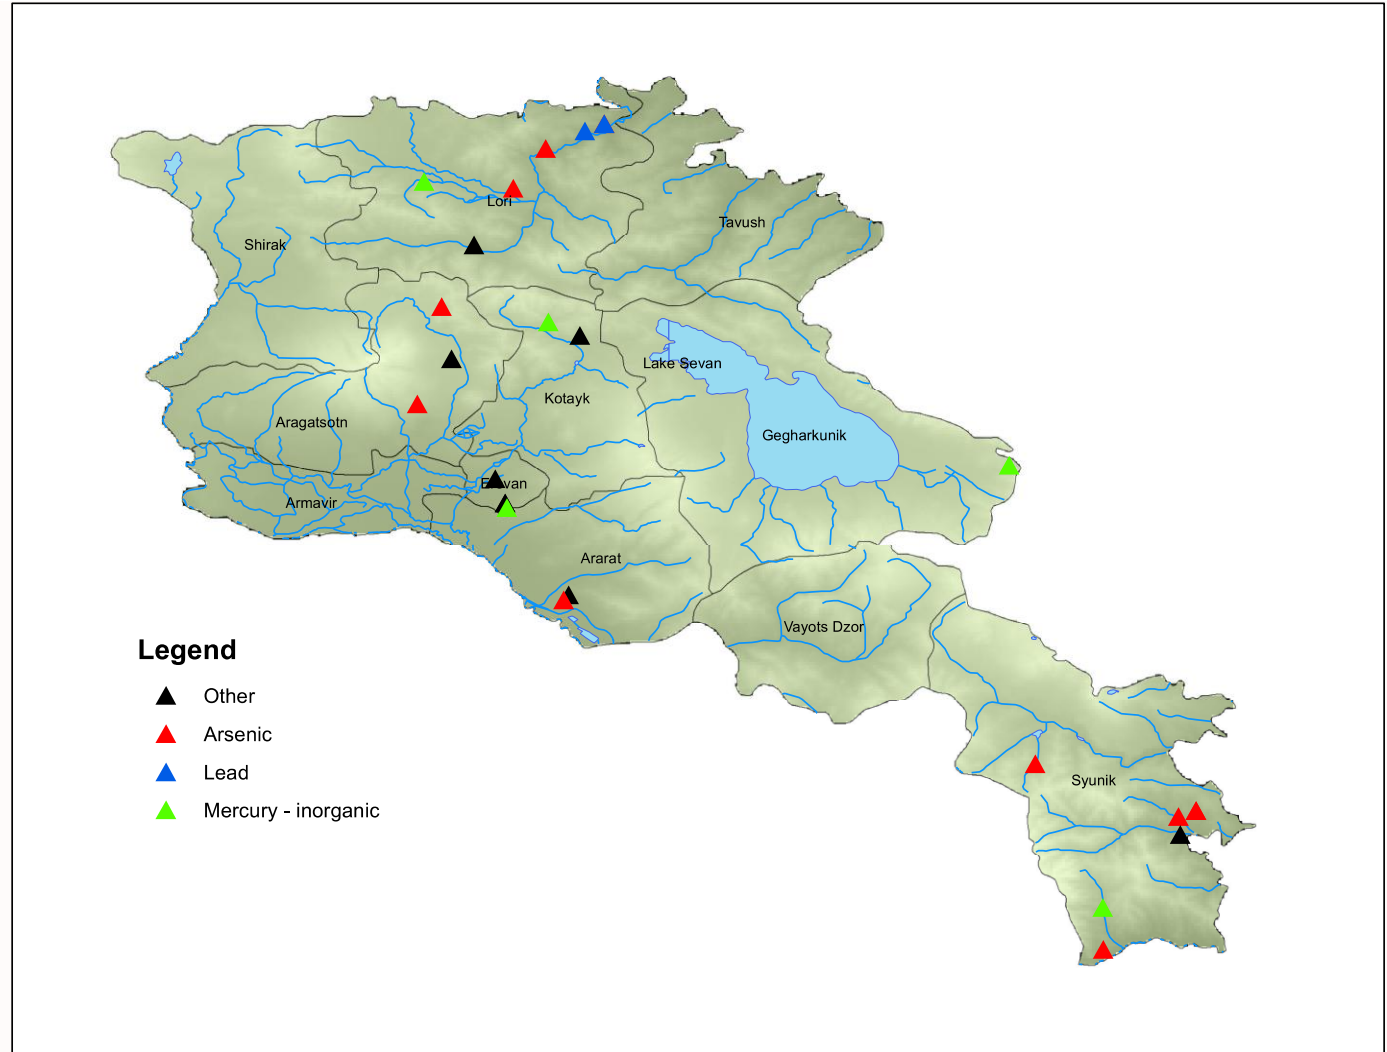 Lori
Tavush
Shirak
Lake Sevan
Kotayk
Aragatsotn
Gegharkunik
Armavir
Ararat
Vayots Dzor
Syunik
Legend
Other
Arsenic
Lead
Mercury - inorganic